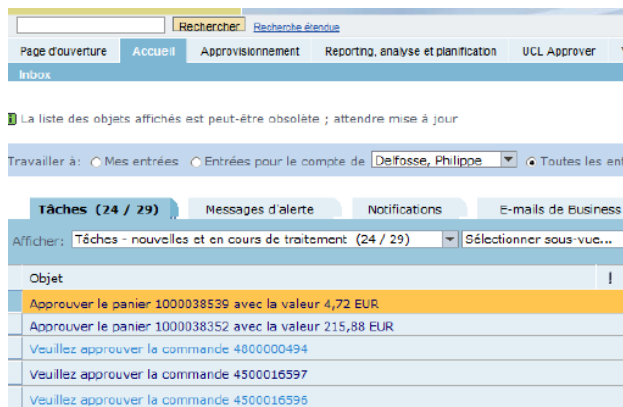 Rechercher Recherche étendue
Page d'ouverture Accueil Approvisionnement Reporting, analyse et planification UCL Approver
Inbox
La liste des objets affichés est peut-être obsolète ; attendre mise à jour
Travailler à: Mes entrées Entrées pour le compte de Delfosse, Philippe Toutes les ent
Tâches (24 / 29) Messages d'alerte Notifications E-mails de Business
Afficher: Tâches - nouvelles et en cours de traitement (24 / 29) Sélectionner sous-vue...
Objet !
Approuver le panier 1000038539 avec la valeur 4,72 EUR
Approuver le panier 1000038352 avec la valeur 215,88 EUR
Veuillez approuver la commande 4800000494
Veuillez approuver la commande 4500016597
Veuillez approuver la commande 4500016596